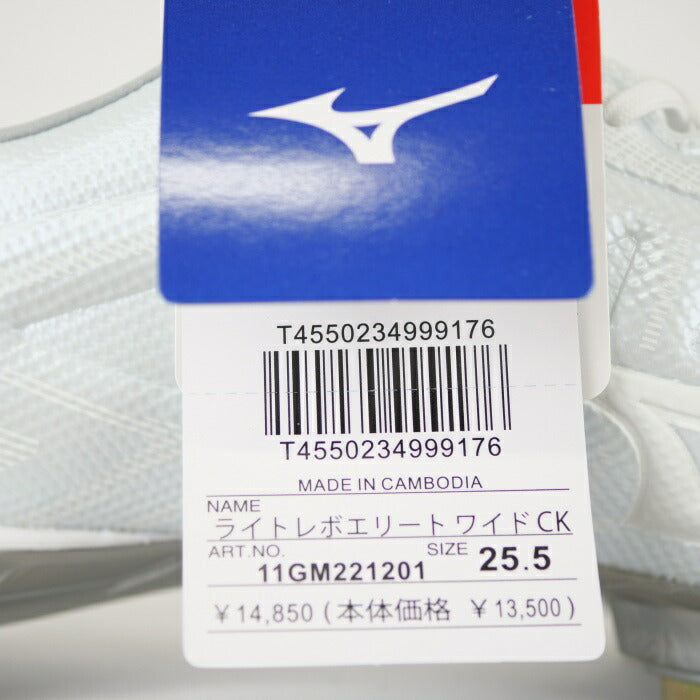 T4550234999176
T4550234999176
MADE IN CAMBODIA
NAME
ライトレボエリート ワイド CK
ART.NO. 11GM221201 SIZE 25.5
¥14,850 (本体価格 ¥13,500)